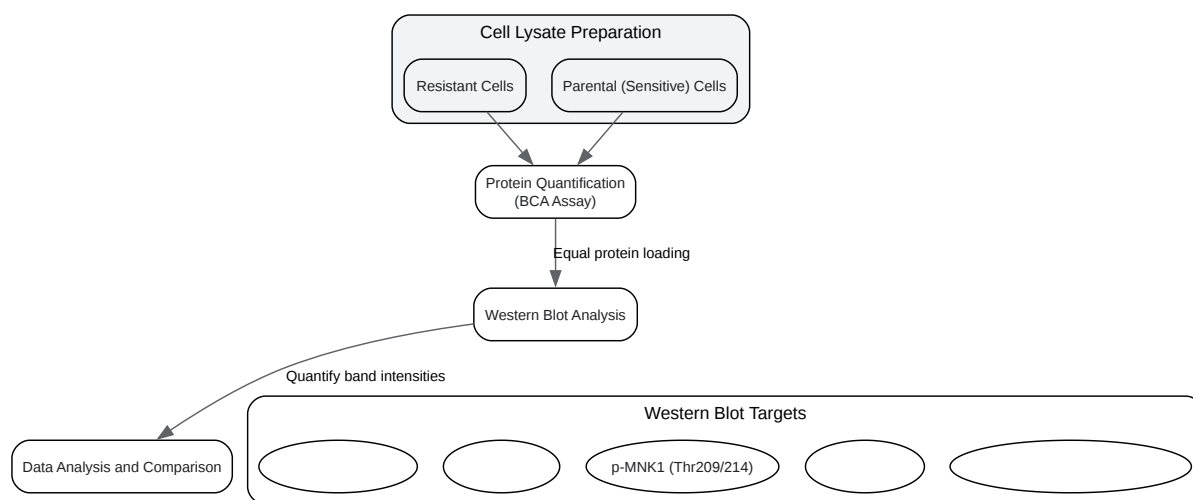 Cell Lysate Preparation
Resistant Cells
Parental (Sensitive) Cells
Protein Quantification
(BCA Assay)
Equal protein loading
Western Blot Analysis
Quantify band intensities
Western Blot Targets
Data Analysis and Comparison
p-MNK1 (Thr209/214)